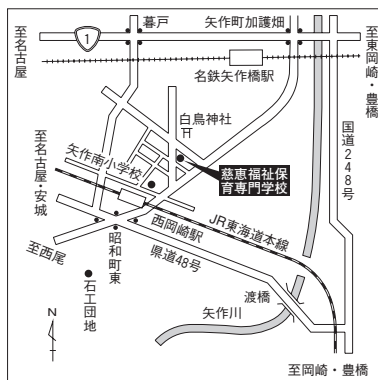 暮戸
矢作町加護畑
至名古屋
1
至東岡崎・豊橋
名鉄矢作橋駅
白鳥神社
慈恵福祉保
育専門学校
国道248号
至名古屋・安城
矢作南小学校
西岡崎駅
JR東海道本線
至西尾
昭和町東
県道48号
石工団地
渡橋
矢作川
N
至岡崎・豊橋